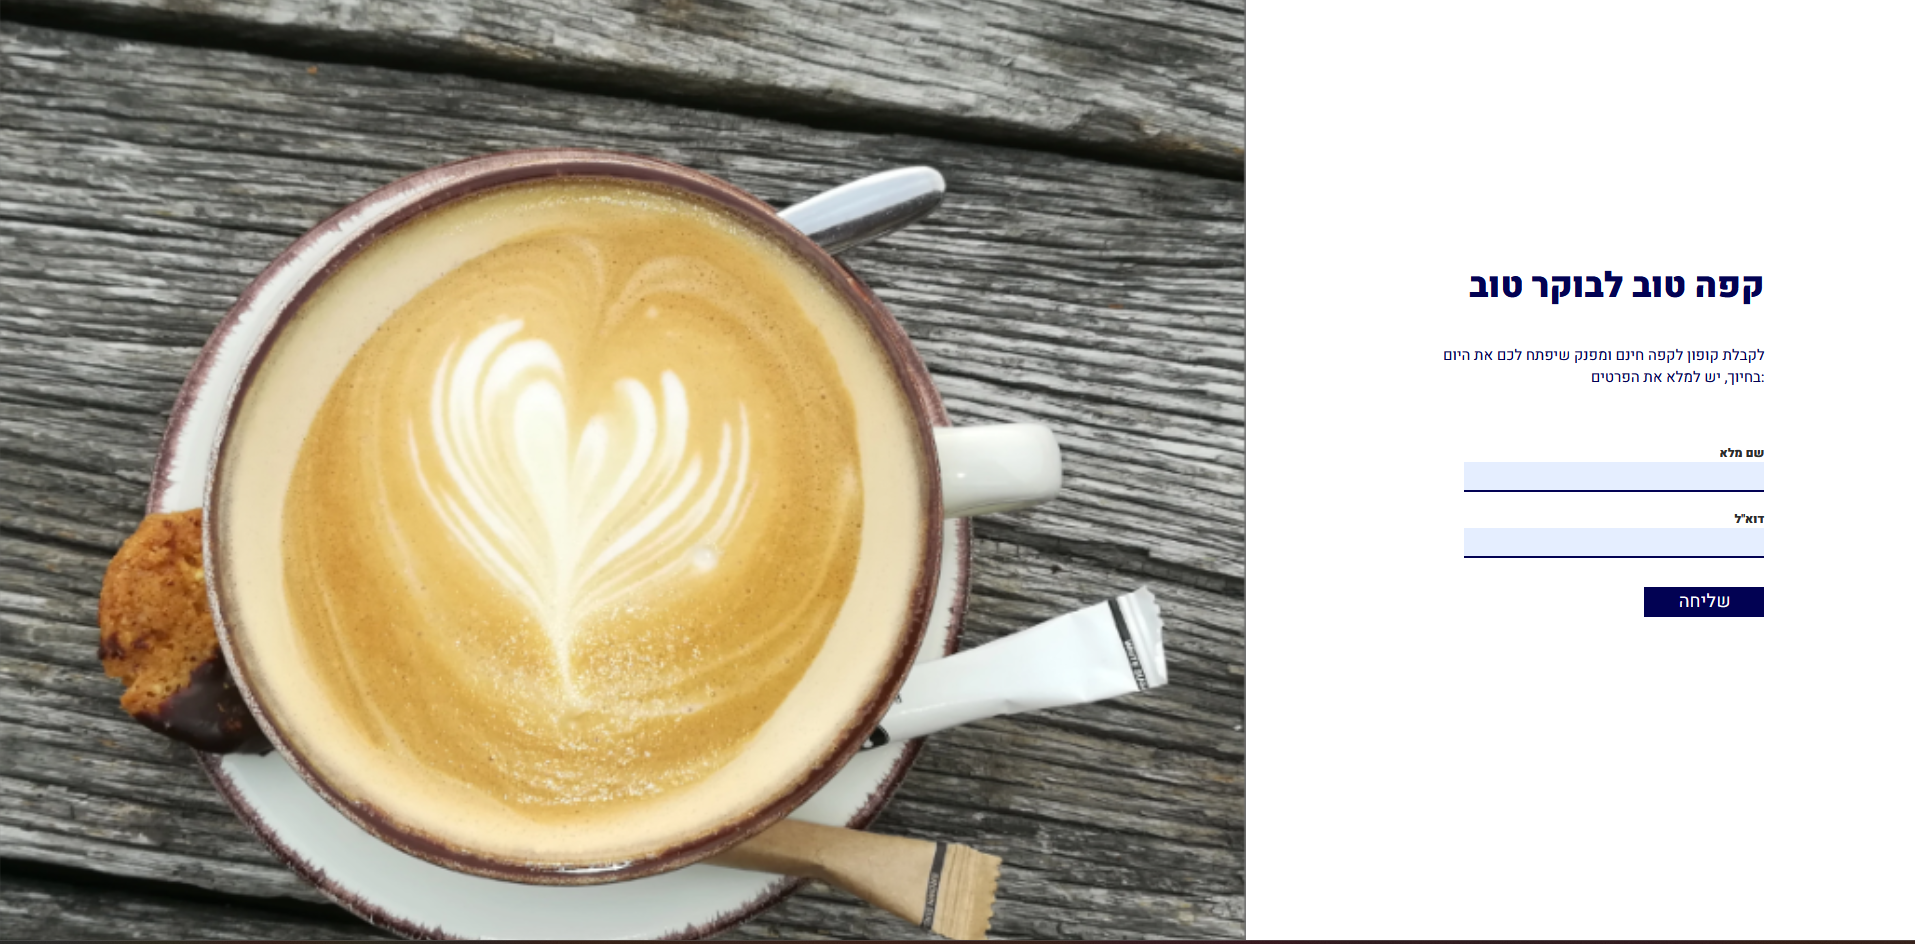 קפה טוב לבוקר טוב
לקבלת קופון לקפה חינם ומפנק שיפתח לכם את היום
בחיוך, יש למלא את הפרטים:
שם מלא
דוא"ל
שליחה